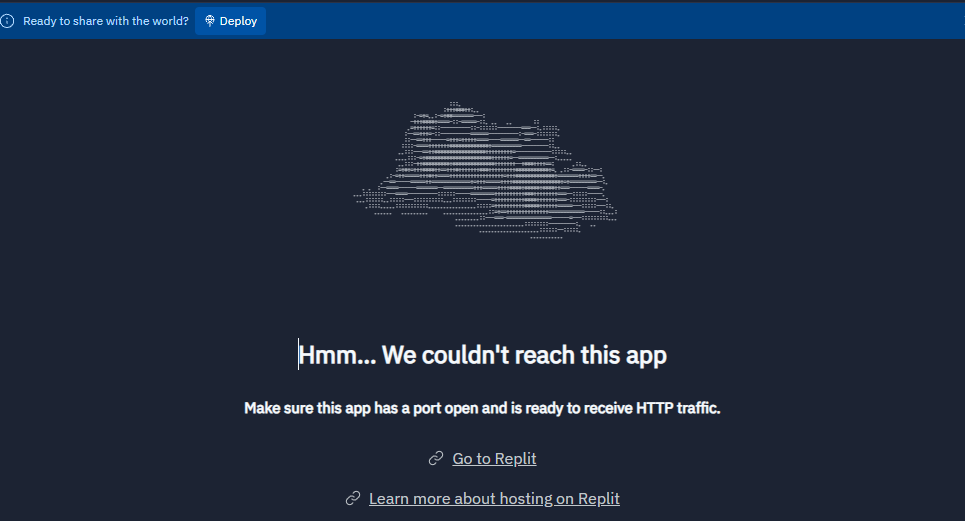 Ready to share with the world? Deploy
Hmm... We couldn't reach this app
Make sure this app has a port open and is ready to receive HTTP traffic.
Go to Replit
Learn more about hosting on Replit